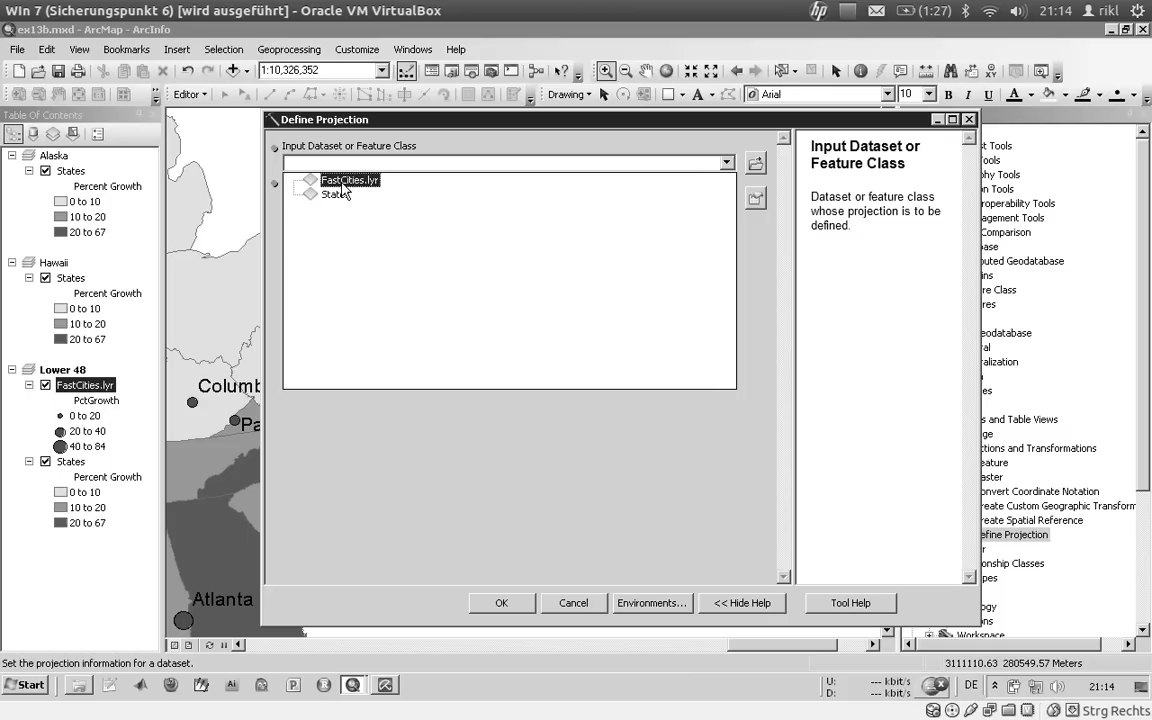 Win 7 (Sicherungspunkt 6) [wird ausgeführt] - Oracle VM VirtualBox
(1:27)
21:14
rikl
ex13b.mxd - ArcMap - ArcInfo
File Edit View Bookmarks Insert Selection Geoprocessing Customize Windows Help
1:10,326,352
Editor
Drawing
Arial
10
B I U A
Table Of Contents
Alaska
States
Percent Growth
0 to 10
10 to 20
20 to 67
Hawaii
States
Percent Growth
0 to 10
10 to 20
20 to 67
Lower 48
FastCities.lyr
PctGrowth
0 to 20
20 to 40
40 to 84
States
Percent Growth
0 to 10
10 to 20
20 to 67
Columb
Pa
Atlanta
Define Projection
Input Dataset or Feature Class
FastCities.lyr
States
OK Cancel Environments... << Hide Help Tool Help
Input Dataset or
Feature Class
Dataset or feature class
whose projection is to be
defined.
st Tools
e Tools
eroperability Tools
nagement Tools
Comparison
base
buted Geodatabase
ins
re Class
res
eodatabase
al
ralization
s and Table Views
ge
ctions and Transformations
eature
aster
onvert Coordinate Notation
reate Custom Geographic Transform
reate Spatial Reference
efine Projection
r
onship Classes
pes
ogy
ons
Workspace
Set the projection information for a dataset.
3111110.63 280549.57 Meters
Start
U: --- kbit/s
D: --- kbit/s
DE
21:14
Strg Rechts